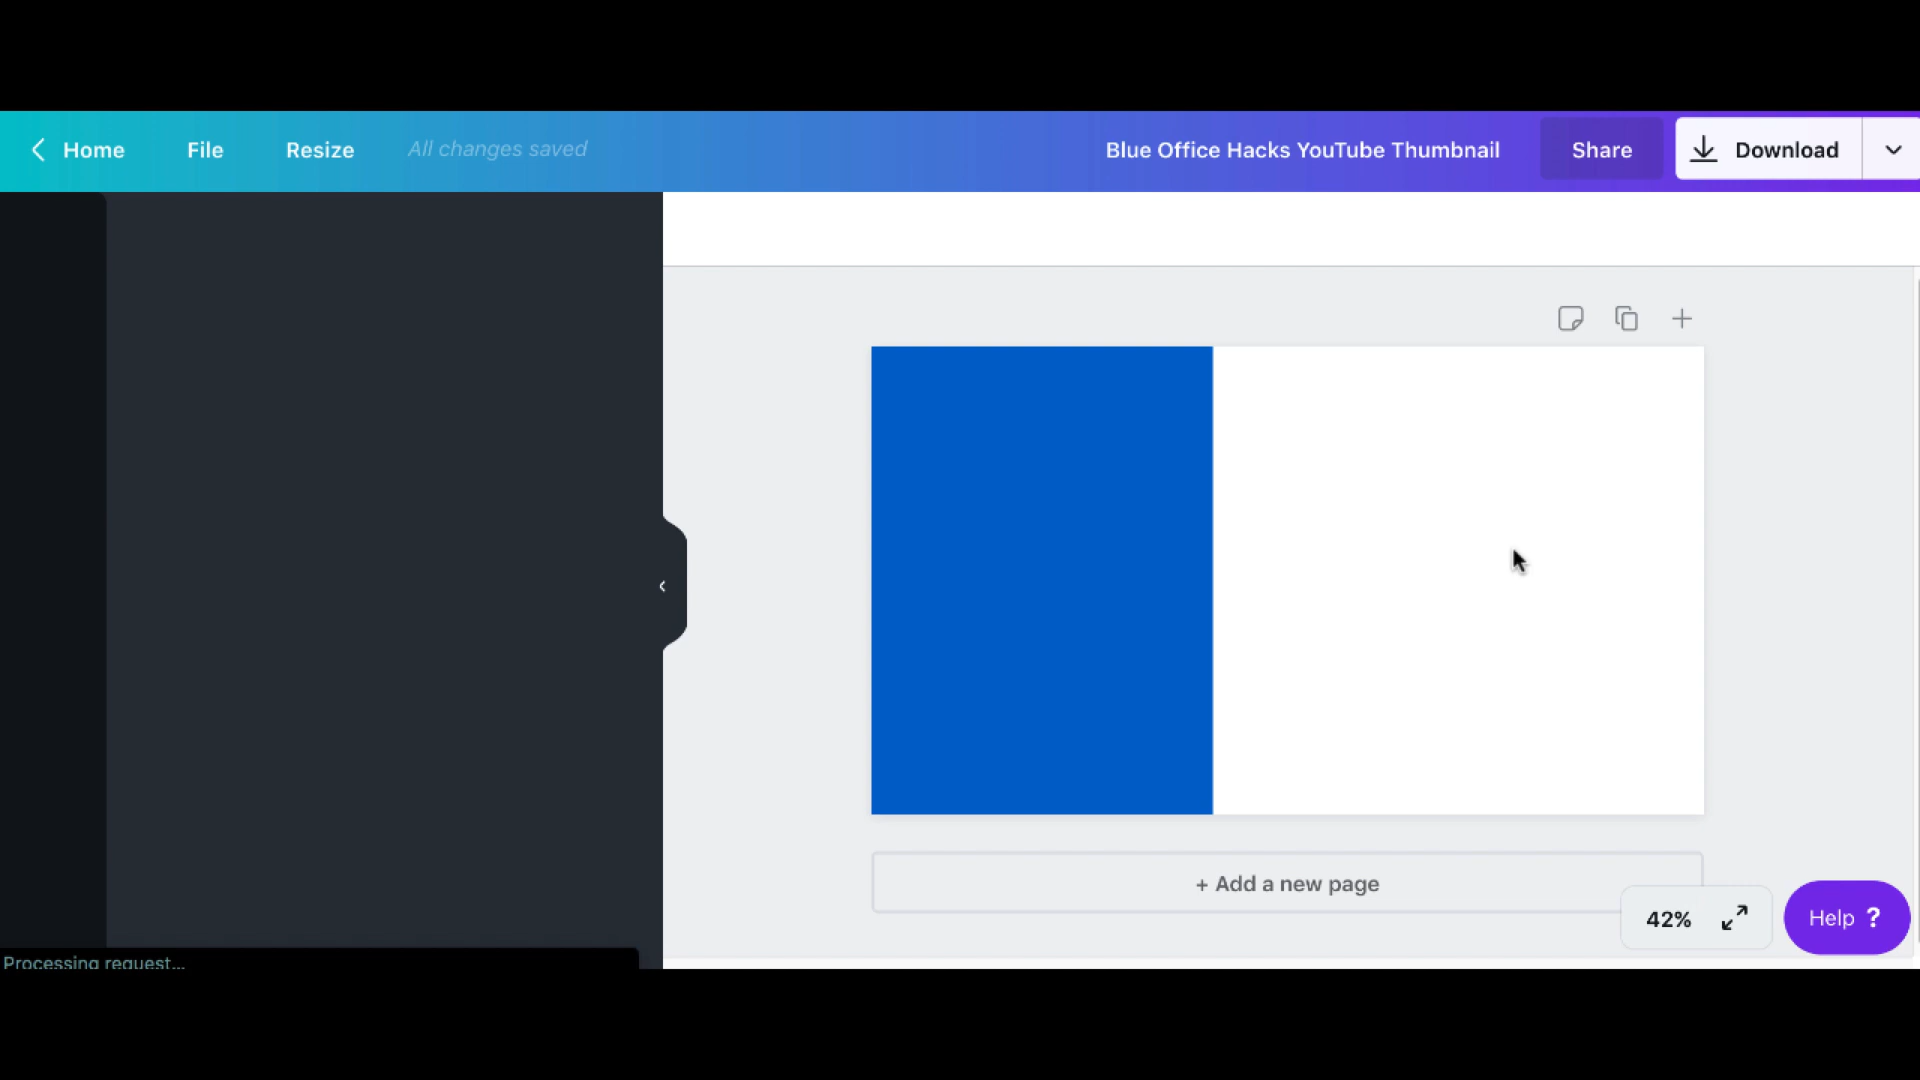 Home File Resize All changes saved Blue Office Hacks YouTube Thumbnail Share Download
+ Add a new page
42% Help ?
Processing request...